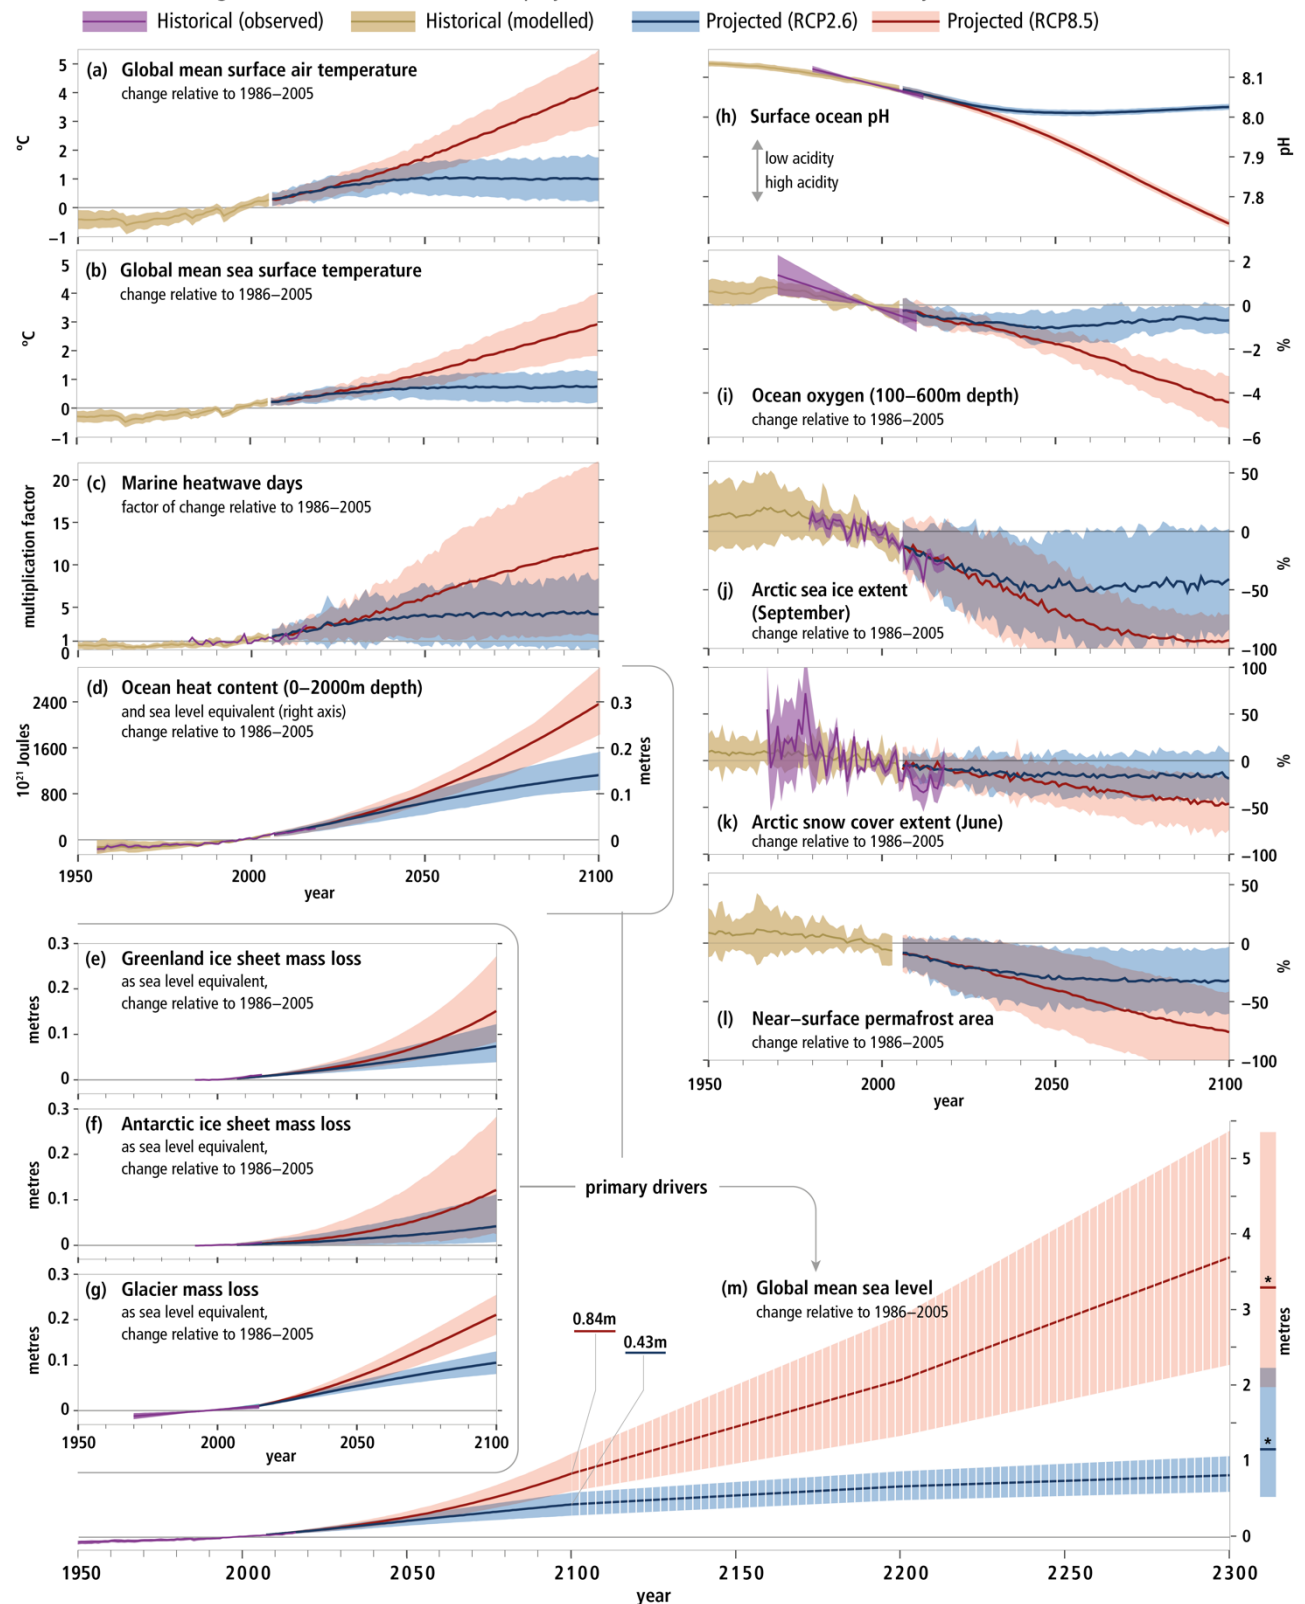 Historical (observed) Historical (modelled) Projected (RCP2.6) Projected (RCP8.5)
(a) Global mean surface air temperature
change relative to 1986–2005
5
4
3
2
1
0
–1
ºC
(b) Global mean sea surface temperature
change relative to 1986–2005
5
4
3
2
1
0
–1
ºC
(c) Marine heatwave days
factor of change relative to 1986–2005
20
15
10
5
1
0
multiplication factor
(d) Ocean heat content (0–2000m depth)
and sea level equivalent (right axis)
change relative to 1986–2005
2400
1600
800
0
10²¹ Joules
0.3
0.2
0.1
0
metres
1950 2000 2050 2100
year
(e) Greenland ice sheet mass loss
as sea level equivalent,
change relative to 1986–2005
0.3
0.2
0.1
0
metres
(f) Antarctic ice sheet mass loss
as sea level equivalent,
change relative to 1986–2005
0.3
0.2
0.1
0
metres
(g) Glacier mass loss
as sea level equivalent,
change relative to 1986–2005
0.3
0.2
0.1
0
metres
1950 2000 2050 2100
year
(h) Surface ocean pH
low acidity
high acidity
8.1
8.0
7.9
7.8
pH
(i) Ocean oxygen (100–600m depth)
change relative to 1986–2005
2
0
–2
–4
–6
%
(j) Arctic sea ice extent
(September)
change relative to 1986–2005
50
0
–50
–100
%
(k) Arctic snow cover extent (June)
change relative to 1986–2005
100
50
0
–50
–100
%
(l) Near–surface permafrost area
change relative to 1986–2005
50
0
–50
–100
%
1950 2000 2050 2100
year
primary drivers
(m) Global mean sea level
change relative to 1986–2005
0.84m
0.43m
5
4
3
2
1
0
metres
*
*
1950 2000 2050 2100 2150 2200 2250 2300
year